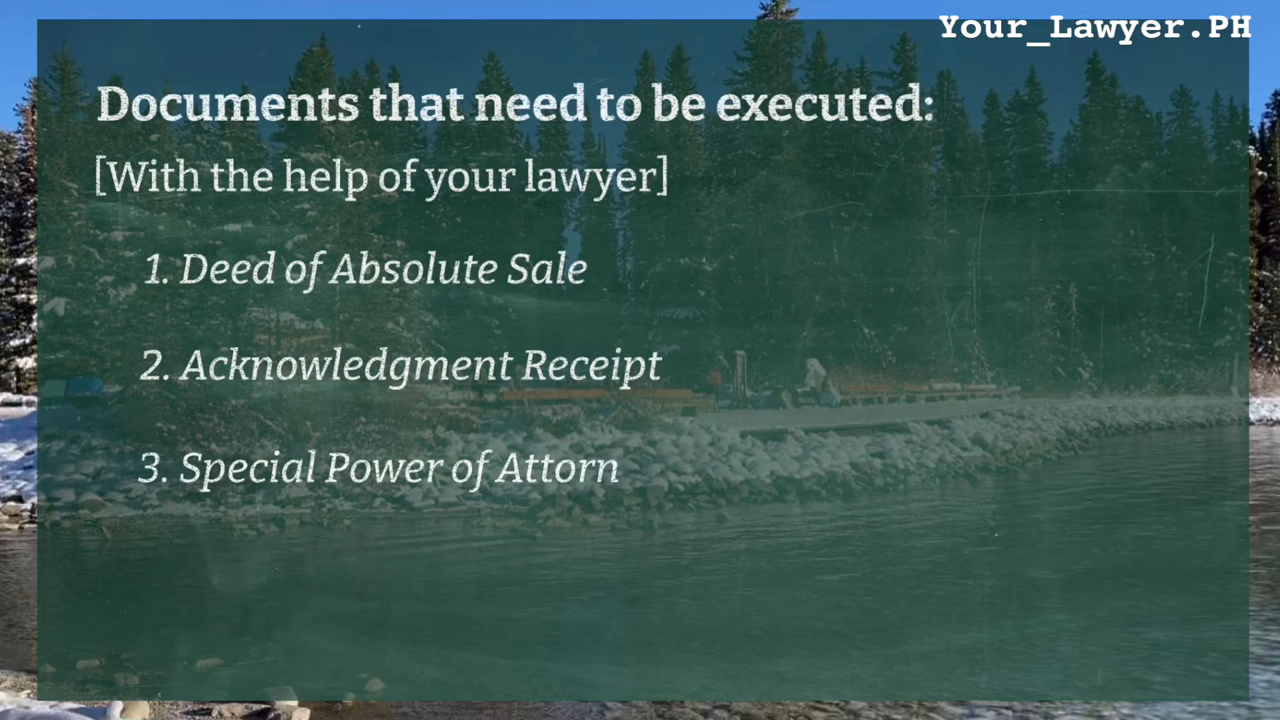 Your_Lawyer.PH
Documents that need to be executed:
[With the help of your lawyer]
1. Deed of Absolute Sale
2. Acknowledgment Receipt
3. Special Power of Attorn